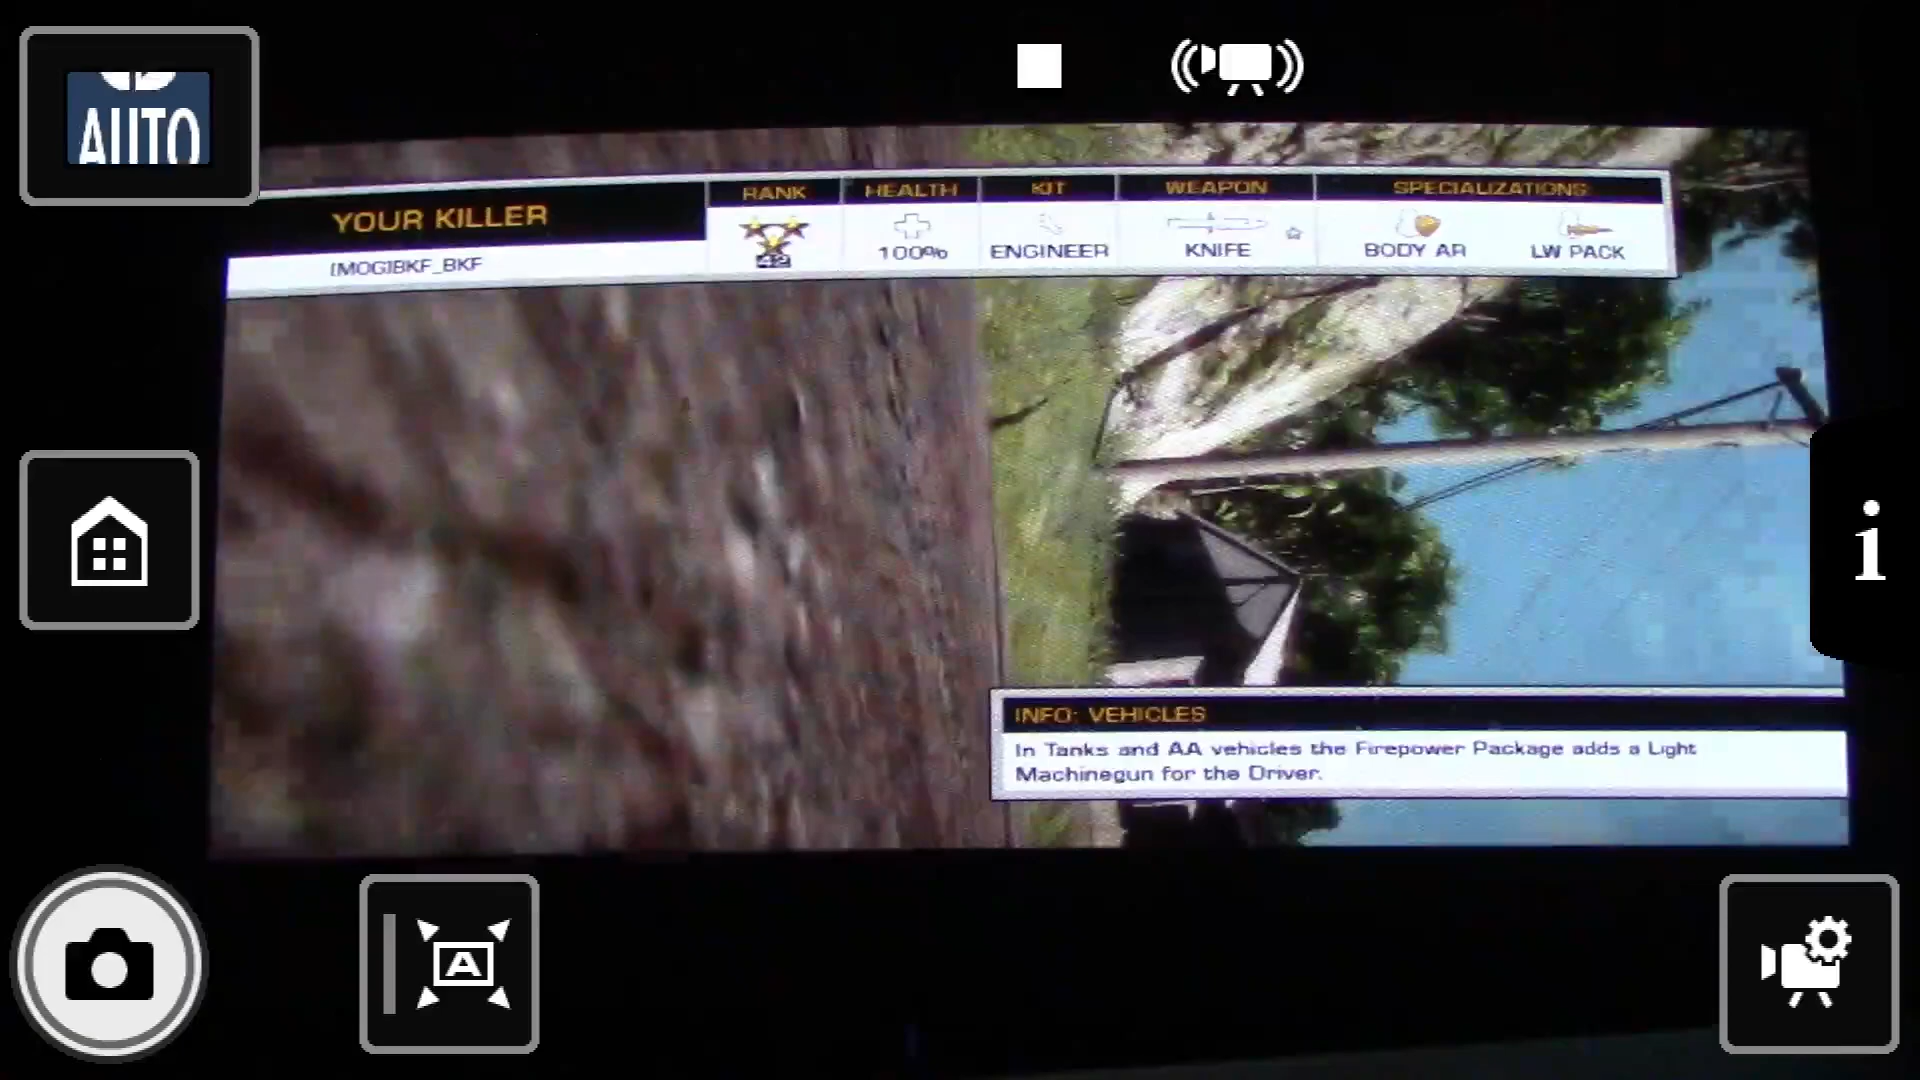 AUTO
YOUR KILLER
[MOG]BKF_BKF
RANK
42
HEALTH
100%
KIT
ENGINEER
WEAPON
KNIFE
SPECIALIZATIONS
BODY AR
LW PACK
i
INFO: VEHICLES
In Tanks and AA vehicles the Firepower Package adds a Light
Machinegun for the Driver.
A